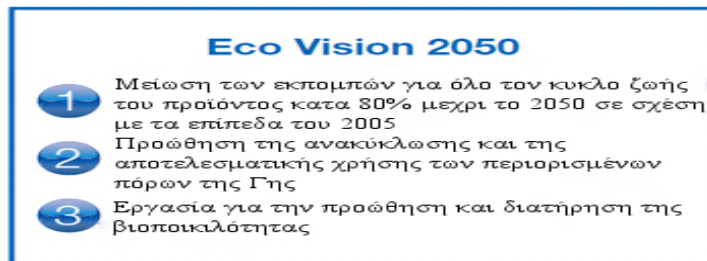 Eco Vision 2050
1 Μείωση των εκπομπών για όλο τον κυκλο ζωής
του προϊόντος κατα 80% μεχρι το 2050 σε σχέση
με τα επίπεδα του 2005
2 Προώθηση της ανακύκλωσης και της
αποτελεσματικής χρήσης των περιορισμένων
πόρων της Γης
3 Εργασία για την προώθηση και διατήρηση της
βιοποικιλότητας